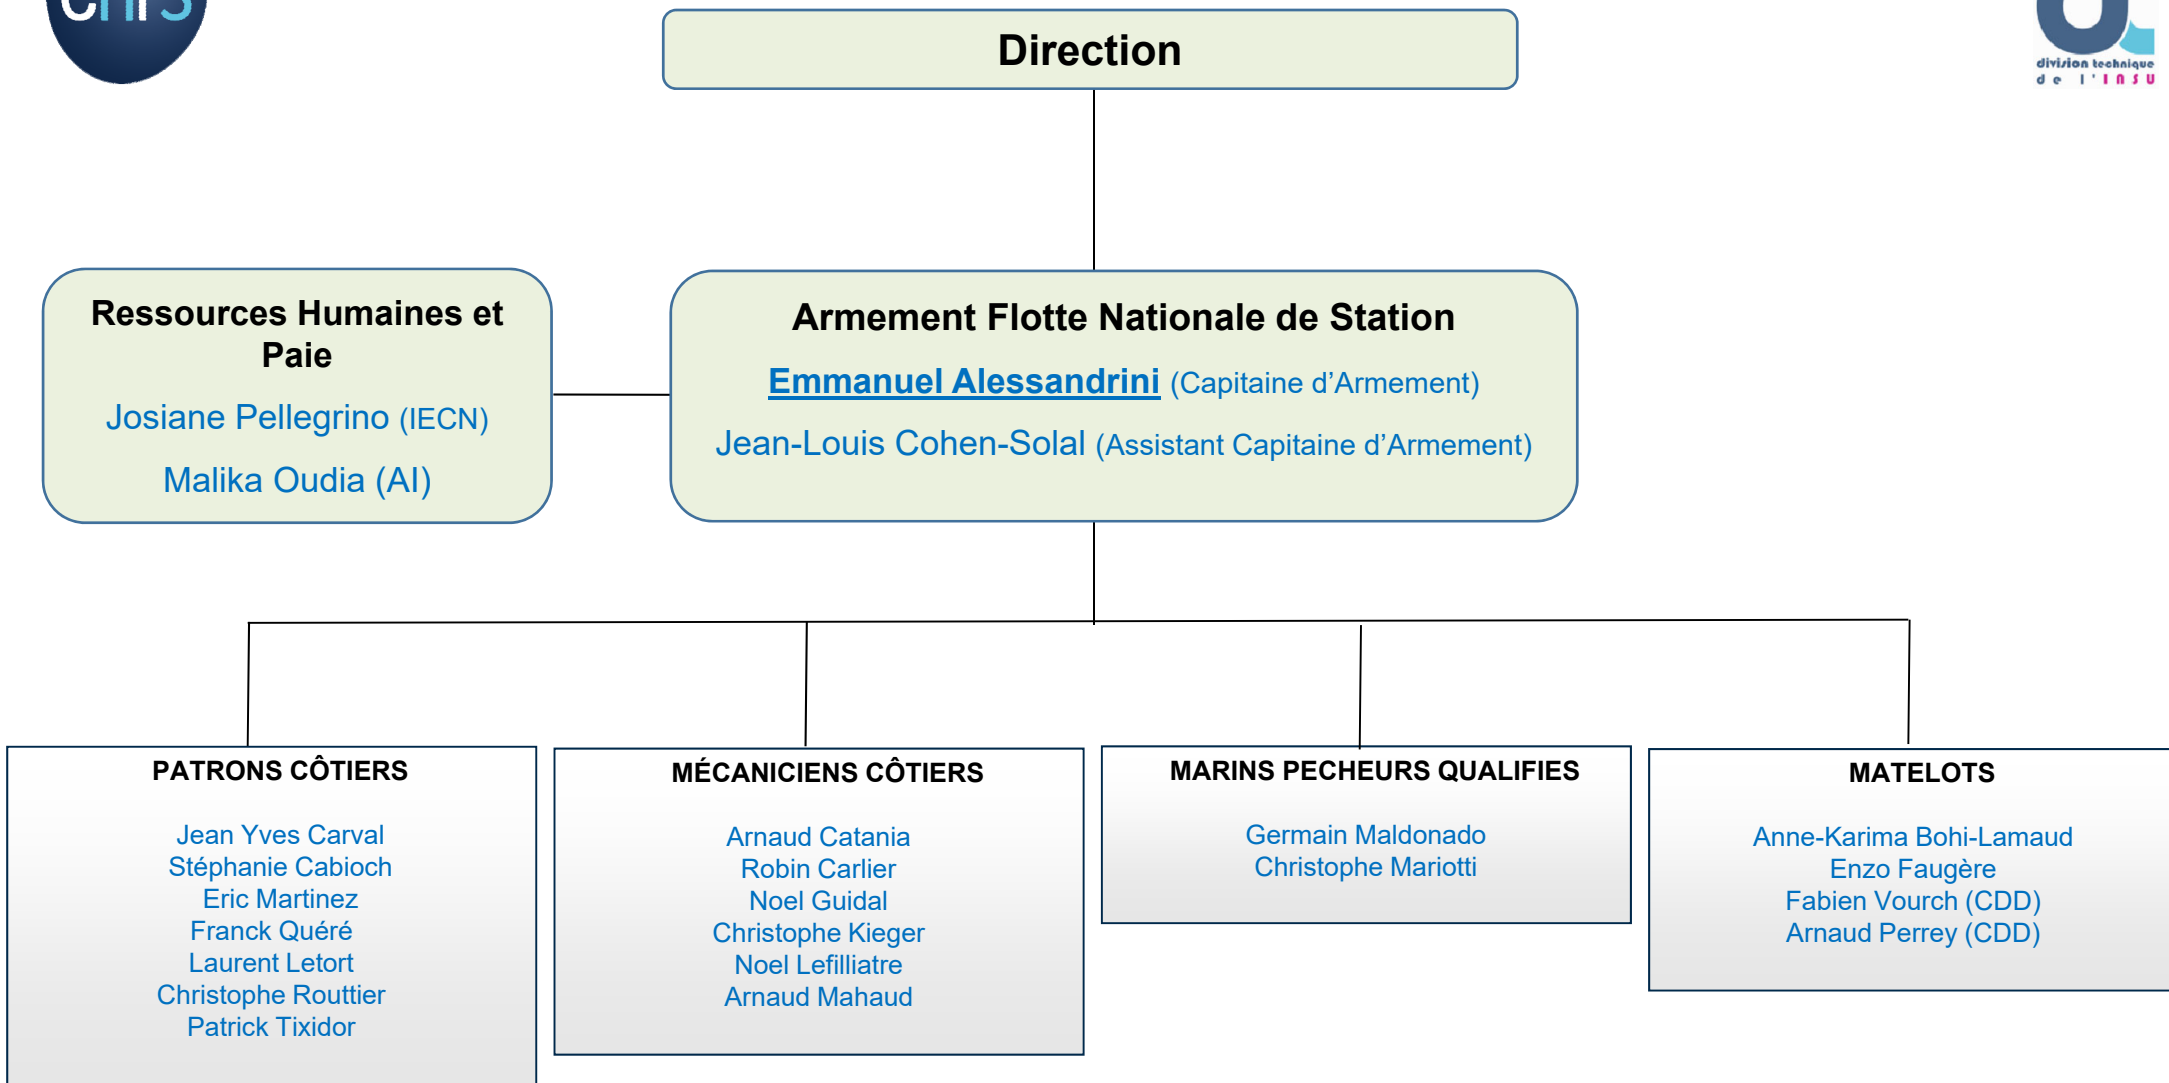 cnrs
Direction
division technique
de l'INSU
Ressources Humaines et
Paie
Josiane Pellegrino (IECN)
Malika Oudia (AI)
Armement Flotte Nationale de Station
Emmanuel Alessandrini (Capitaine d’Armement)
Jean-Louis Cohen-Solal (Assistant Capitaine d’Armement)
PATRONS CÔTIERS
Jean Yves Carval
Stéphanie Cabioch
Eric Martinez
Franck Quéré
Laurent Letort
Christophe Routtier
Patrick Tixidor
MÉCANICIENS CÔTIERS
Arnaud Catania
Robin Carlier
Noel Guidal
Christophe Kieger
Noel Lefilliatre
Arnaud Mahaud
MARINS PECHEURS QUALIFIES
Germain Maldonado
Christophe Mariotti
MATELOTS
Anne-Karima Bohi-Lamaud
Enzo Faugère
Fabien Vourch (CDD)
Arnaud Perrey (CDD)